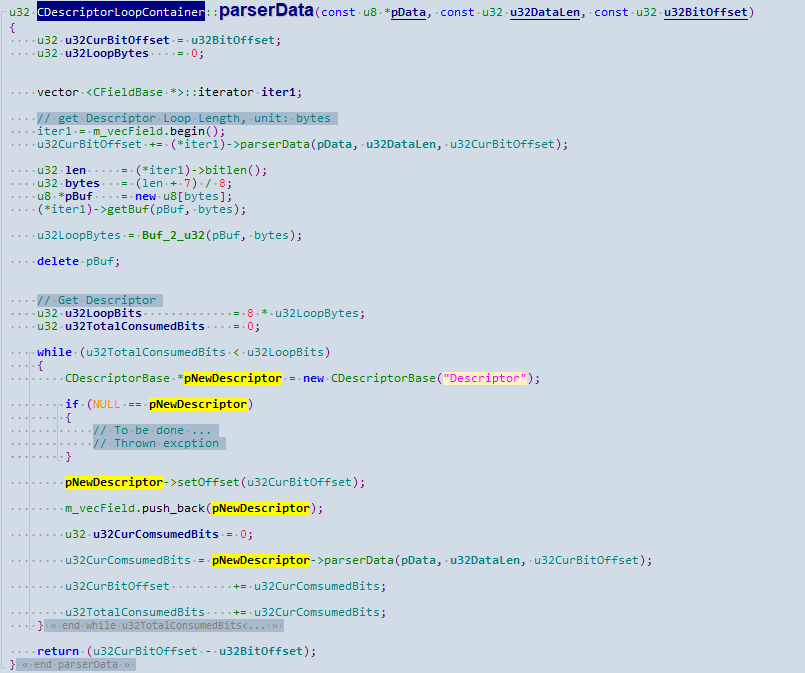 u32 CDescriptorLoopContainer::parserData(const u8 *pData, const u32 u32DataLen, const u32 u32BitOffset)
{
u32 u32CurBitOffset = u32BitOffset;
u32 u32LoopBytes = 0;
vector <CFieldBase *>::iterator iter1;
// get Descriptor Loop Length, unit: bytes
iter1 = m_vecField.begin();
u32CurBitOffset += (*iter1)->parserData(pData, u32DataLen, u32CurBitOffset);
u32 len = (*iter1)->bitlen();
u32 bytes = (len + 7) / 8;
u8 *pBuf = new u8[bytes];
(*iter1)->getBuf(pBuf, bytes);
u32LoopBytes = Buf_2_u32(pBuf, bytes);
delete pBuf;
// Get Descriptor
u32 u32LoopBits = 8 * u32LoopBytes;
u32 u32TotalConsumedBits = 0;
while (u32TotalConsumedBits < u32LoopBits)
{
CDescriptorBase *pNewDescriptor = new CDescriptorBase("Descriptor");
if (NULL == pNewDescriptor)
{
// To be done ...
// Thrown excption
}
pNewDescriptor->setOffset(u32CurBitOffset);
m_vecField.push_back(pNewDescriptor);
u32 u32CurComsumedBits = 0;
u32CurComsumedBits = pNewDescriptor->parserData(pData, u32DataLen, u32CurBitOffset);
u32CurBitOffset += u32CurComsumedBits;
u32TotalConsumedBits += u32CurComsumedBits;
} « end while u32TotalConsumedBits<... »
return (u32CurBitOffset - u32BitOffset);
} « end parserData »